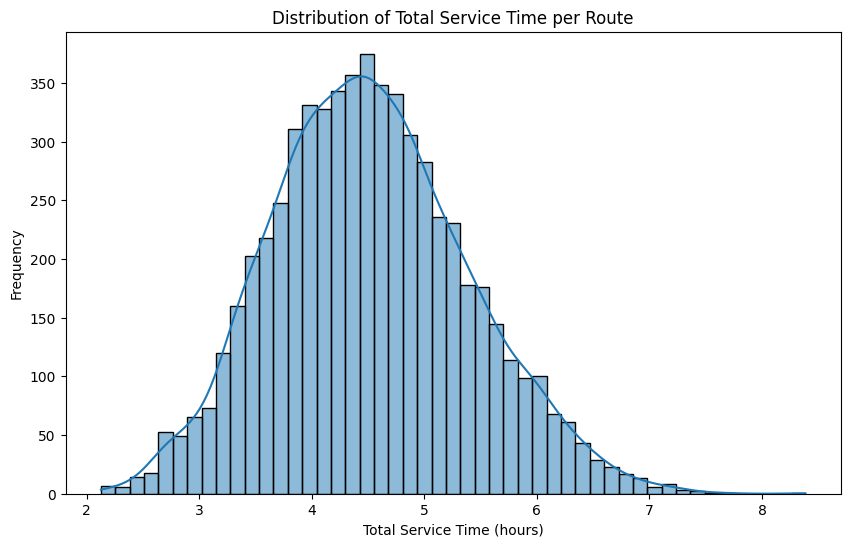 Distribution of Total Service Time per Route
Frequency
350
300
250
200
150
100
50
0
2 3 4 5 6 7 8
Total Service Time (hours)